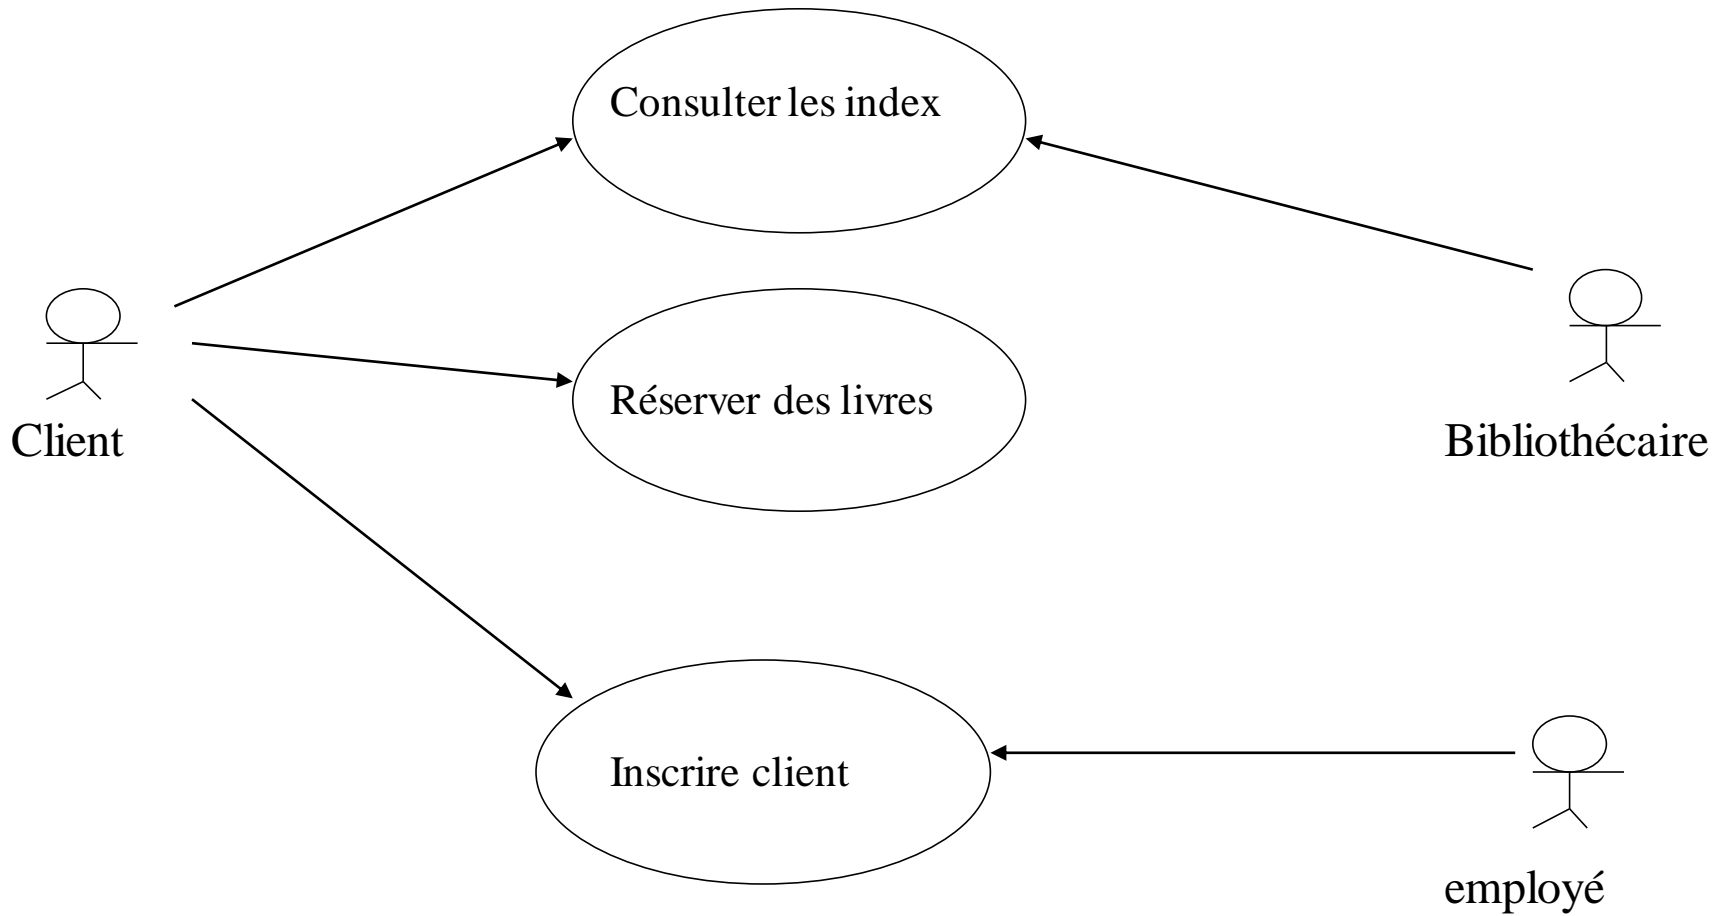 Consulter les index
Réserver des livres
Client
Bibliothécaire
Inscrire client
employé